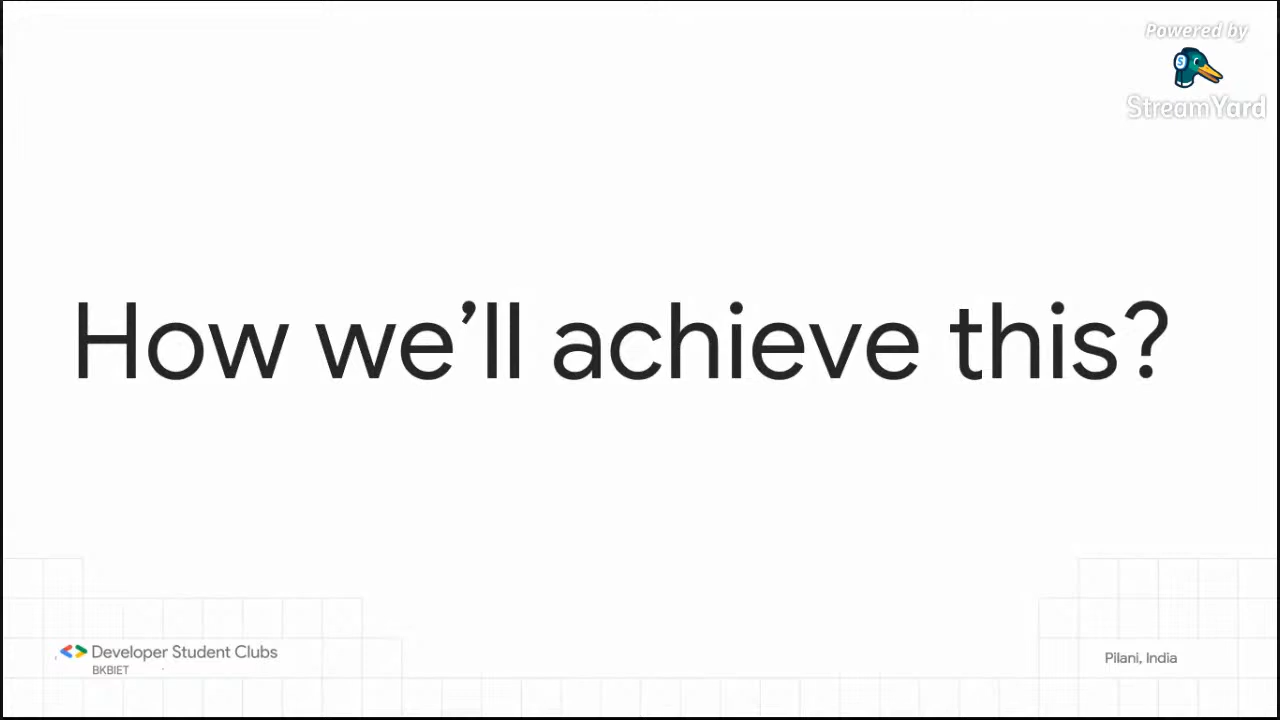 Powered by
StreamYard
How we’ll achieve this?
Developer Student Clubs
BKBIET
Pilani, India